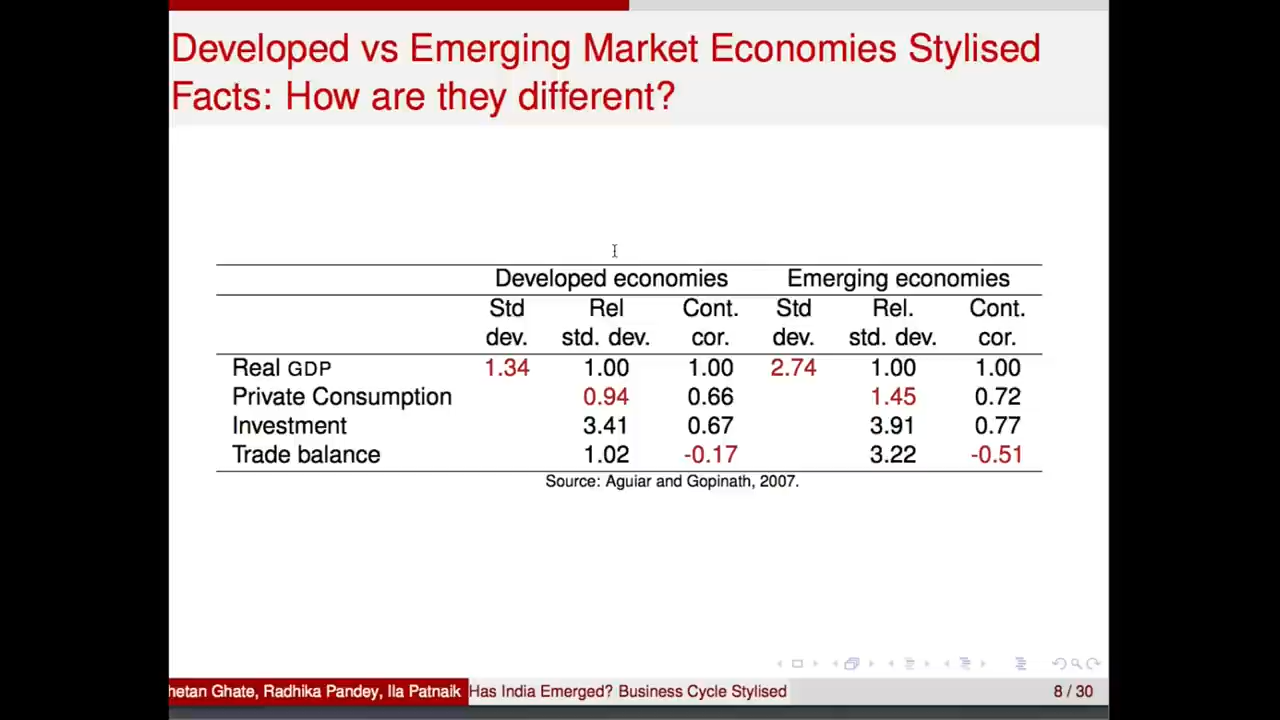 Developed vs Emerging Market Economies Stylised
Facts: How are they different?
Developed economies Emerging economies
Std Rel Cont. Std Rel. Cont.
dev. std. dev. cor. dev. std. dev. cor.
Real GDP 1.34 1.00 1.00 2.74 1.00 1.00
Private Consumption 0.94 0.66 1.45 0.72
Investment 3.41 0.67 3.91 0.77
Trade balance 1.02 -0.17 3.22 -0.51
Source: Aguiar and Gopinath, 2007.
hetan Ghate, Radhika Pandey, Ila Patnaik Has India Emerged? Business Cycle Stylised 8 / 30